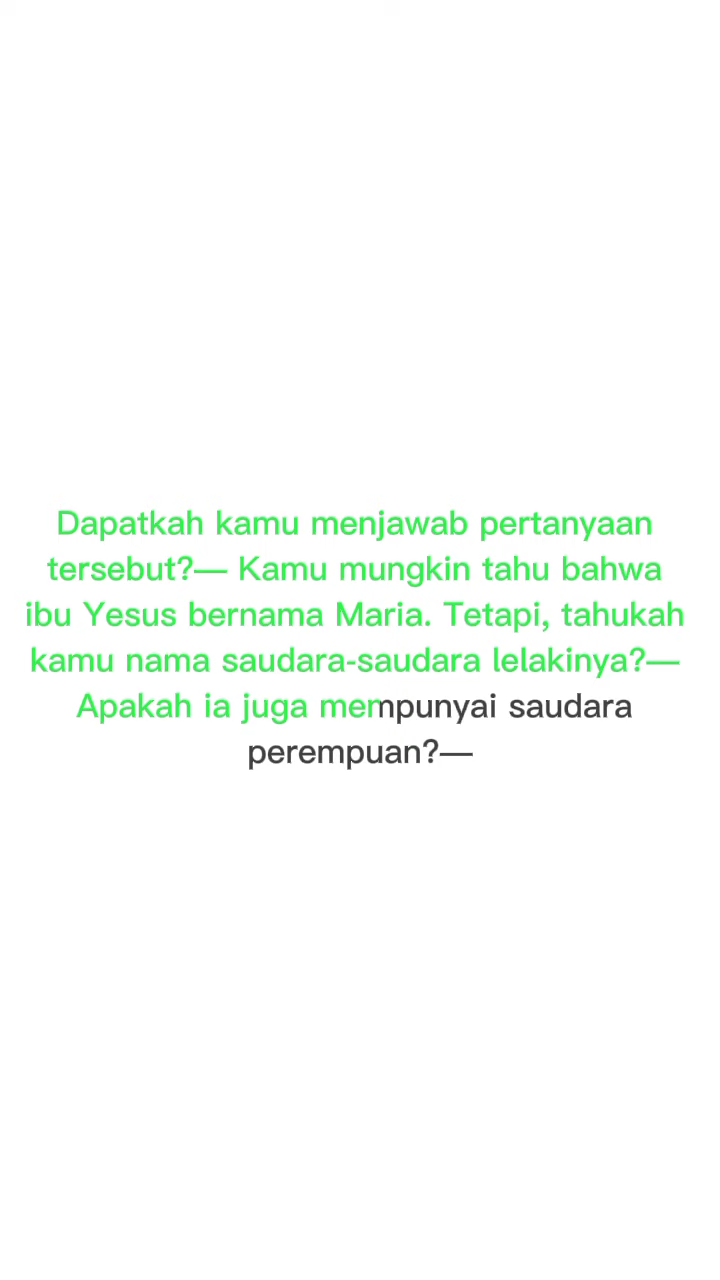 Dapatkah kamu menjawab pertanyaan
tersebut?— Kamu mungkin tahu bahwa
ibu Yesus bernama Maria. Tetapi, tahukah
kamu nama saudara-saudara lelakinya?—
Apakah ia juga mempunyai saudara
perempuan?—